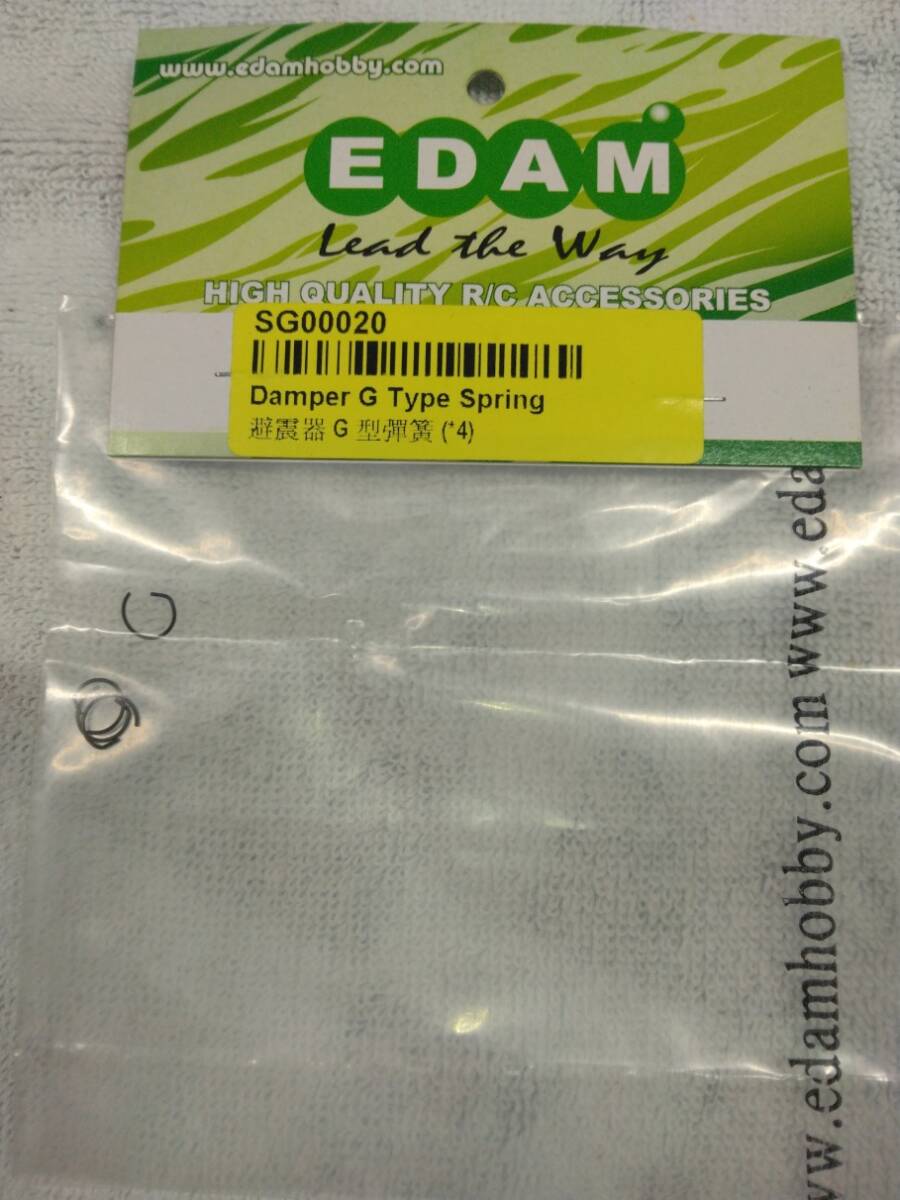 www.edamhobby.com
EDAM
Lead the Way
HIGH QUALITY R/C ACCESSORIES
SG00020
Damper G Type Spring
避震器 G 型彈簧 (*4)
www.edamhobby.com www.eda